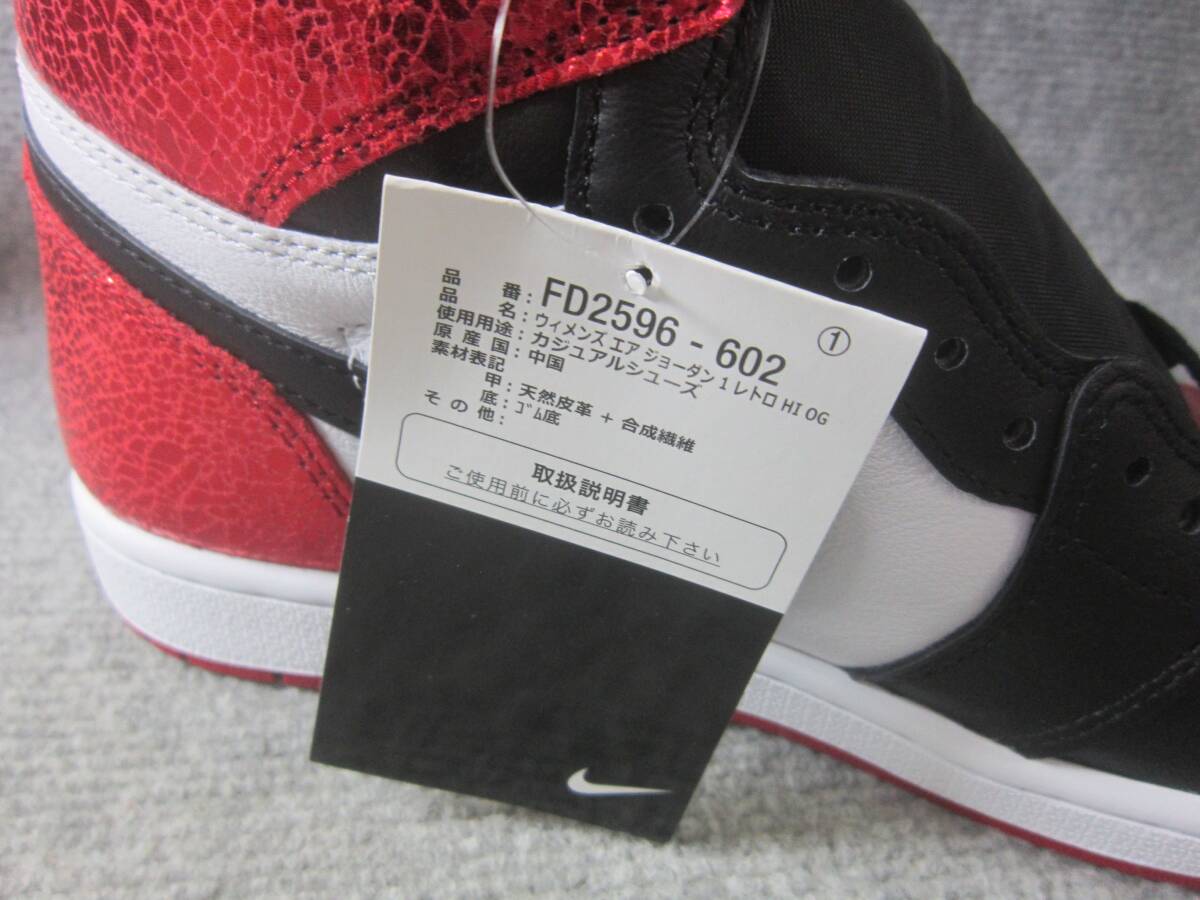 品番: FD2596 - 602 ①
品名: ウィメンズ エア ジョーダン 1 レトロ HI OG
使用用途: カジュアルシューズ
原産国: 中国
素材表記
甲: 天然皮革 + 合成繊維
底: ｺﾞﾑ底
その他:
取扱説明書
ご使用前に必ずお読み下さい